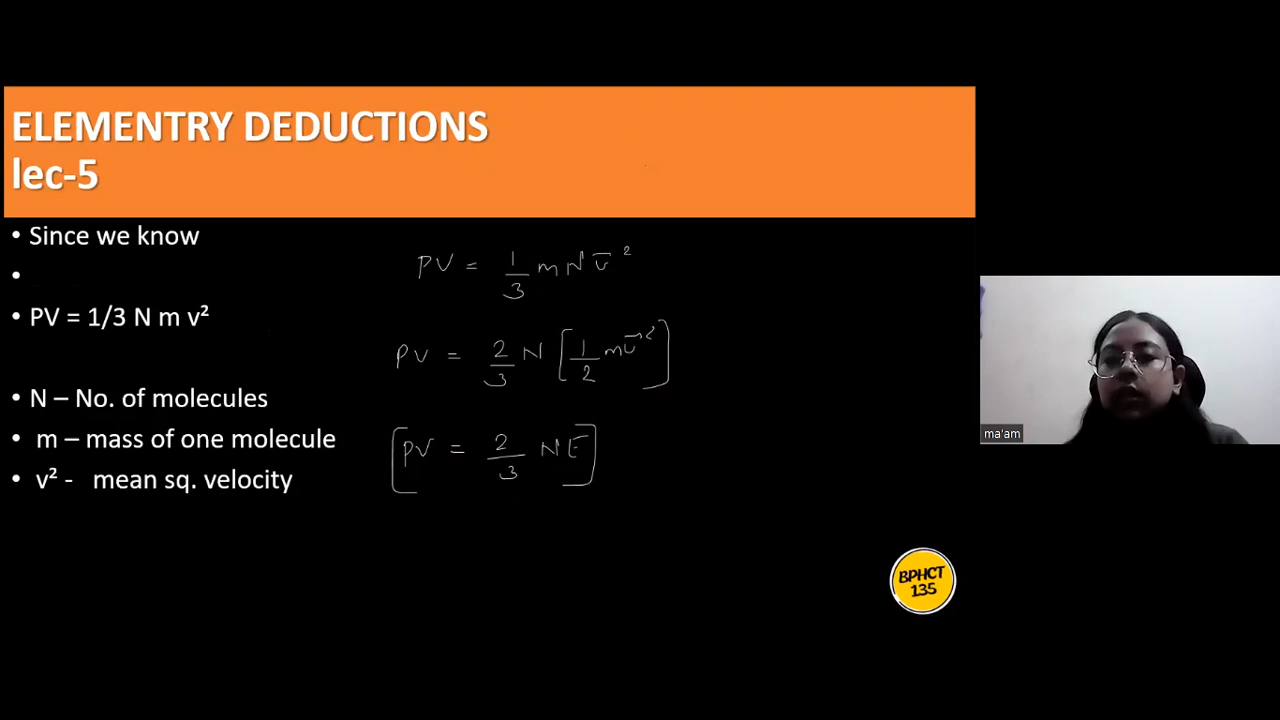 ELEMENTRY DEDUCTIONS
lec-5
• Since we know
•
• PV = 1/3 N m v²
• N – No. of molecules
• m – mass of one molecule
• v² - mean sq. velocity
PV = 1/3 m N v̅ ²
PV = 2/3 N [1/2 m v̅²]
[PV = 2/3 N E]
ma'am
BPHCT
135